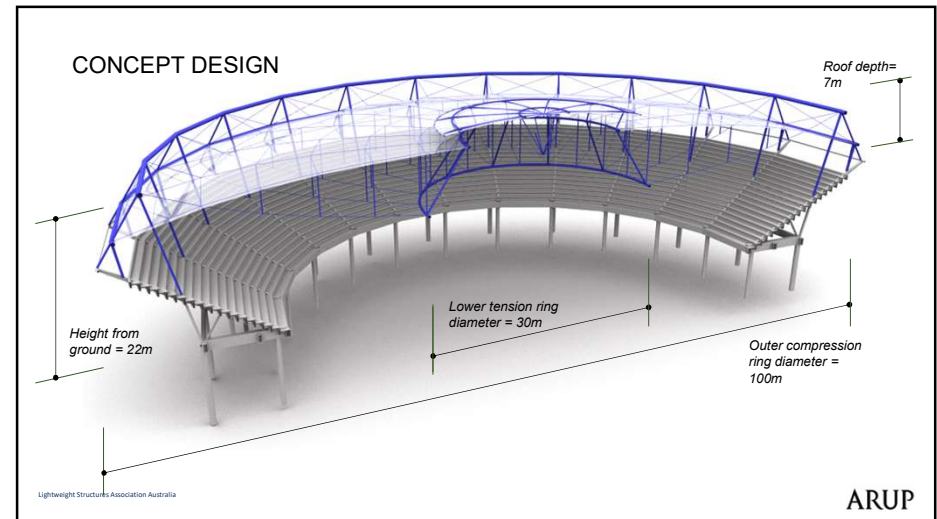 CONCEPT DESIGN
Roof depth=
7m
Lower tension ring
diameter = 30m
Height from
ground = 22m
Outer compression
ring diameter =
100m
Lightweight Structures Association Australia
ARUP